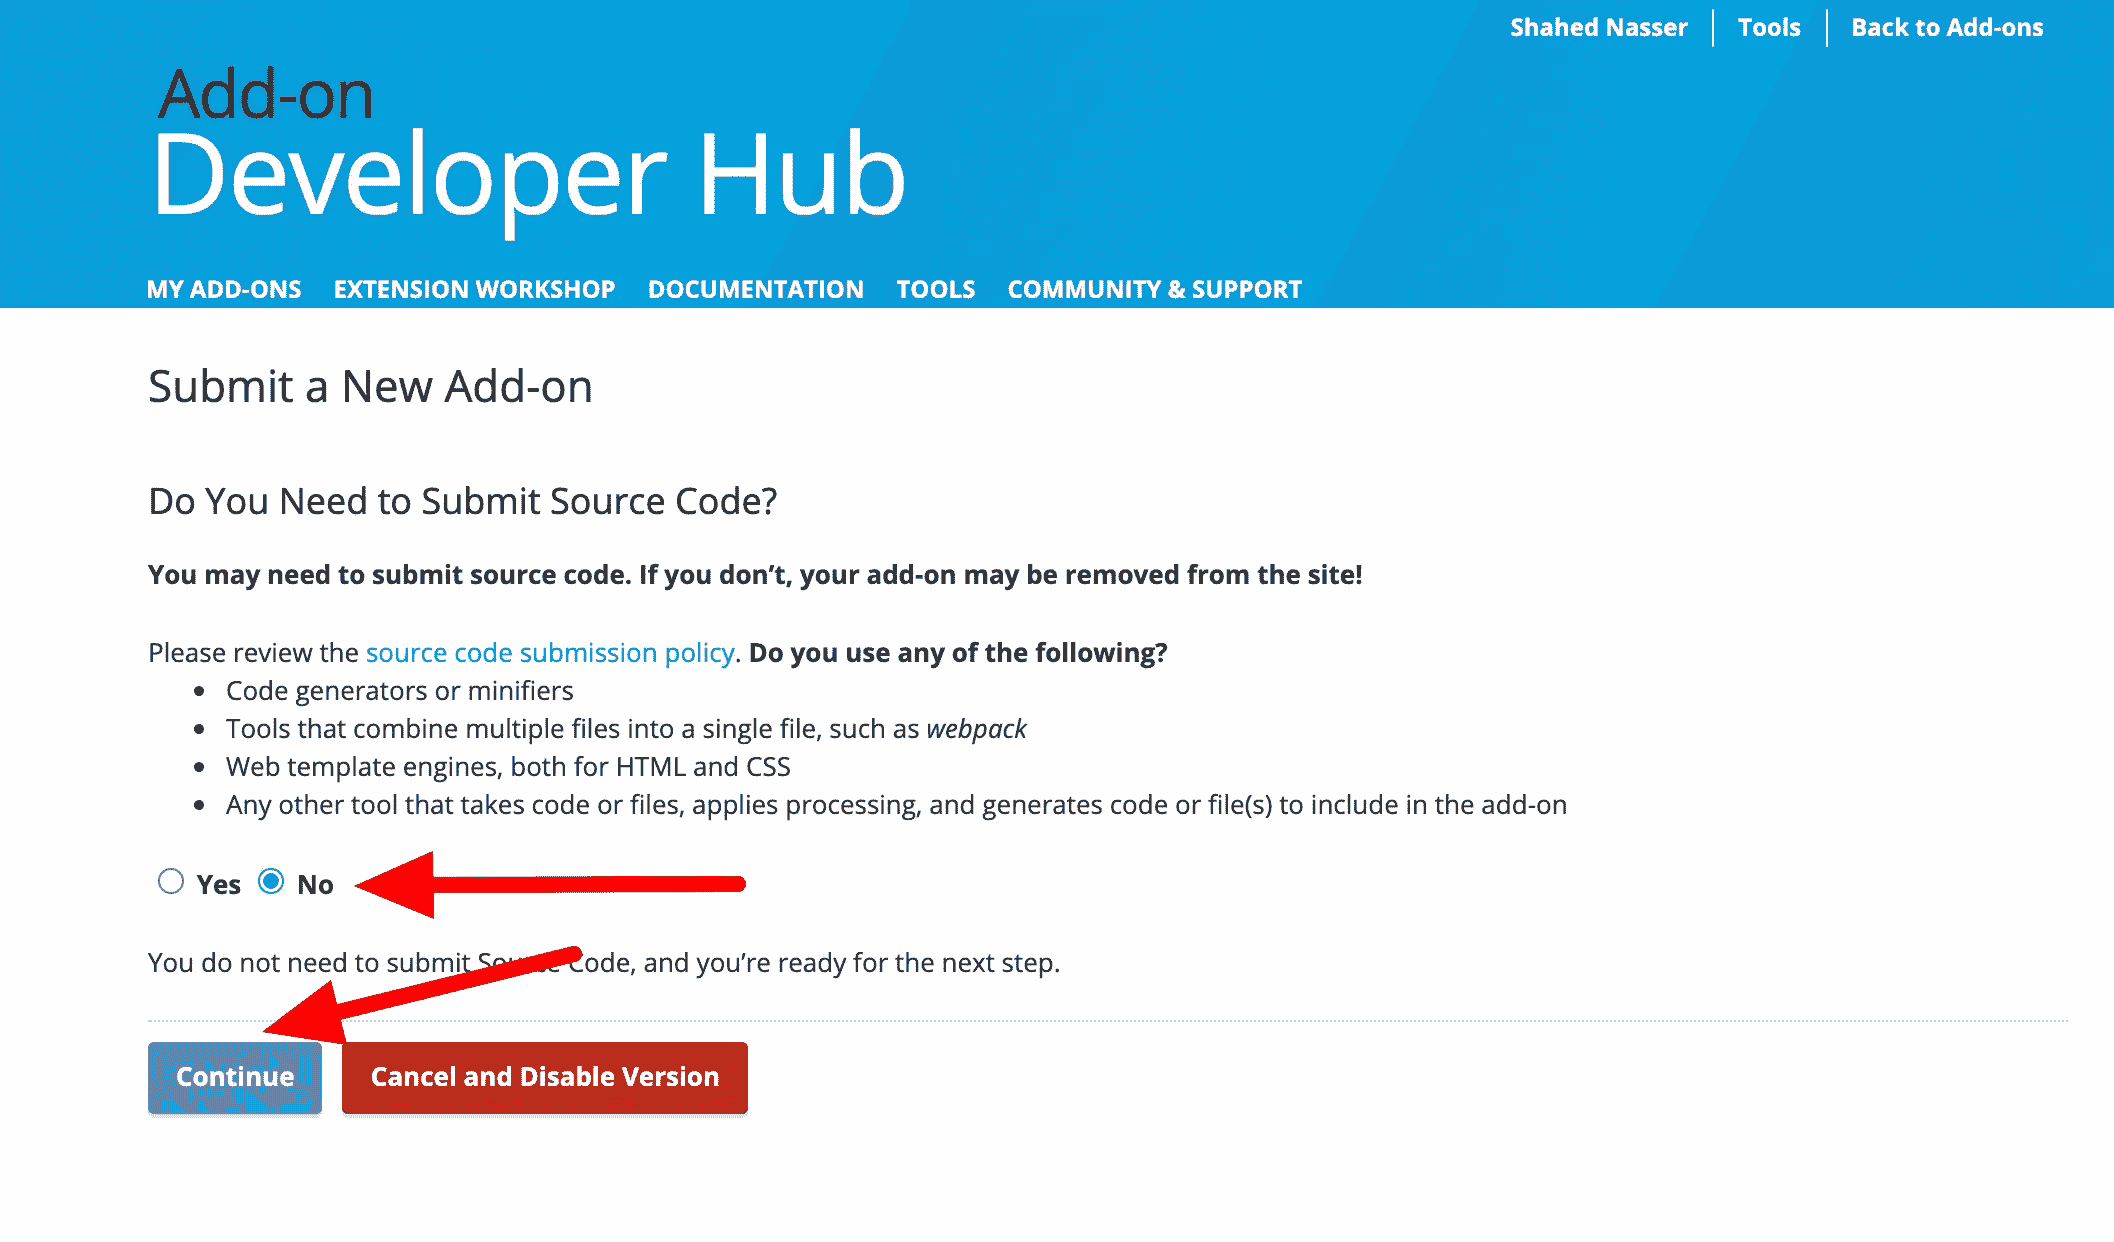 Shahed Nasser Tools Back to Add-ons
Add-on
Developer Hub
MY ADD-ONS EXTENSION WORKSHOP DOCUMENTATION TOOLS COMMUNITY & SUPPORT
Submit a New Add-on
Do You Need to Submit Source Code?
You may need to submit source code. If you don’t, your add-on may be removed from the site!
Please review the source code submission policy. Do you use any of the following?
Code generators or minifiers
Tools that combine multiple files into a single file, such as webpack
Web template engines, both for HTML and CSS
Any other tool that takes code or files, applies processing, and generates code or file(s) to include in the add-on
Yes No
You do not need to submit Source Code, and you’re ready for the next step.
Continue Cancel and Disable Version